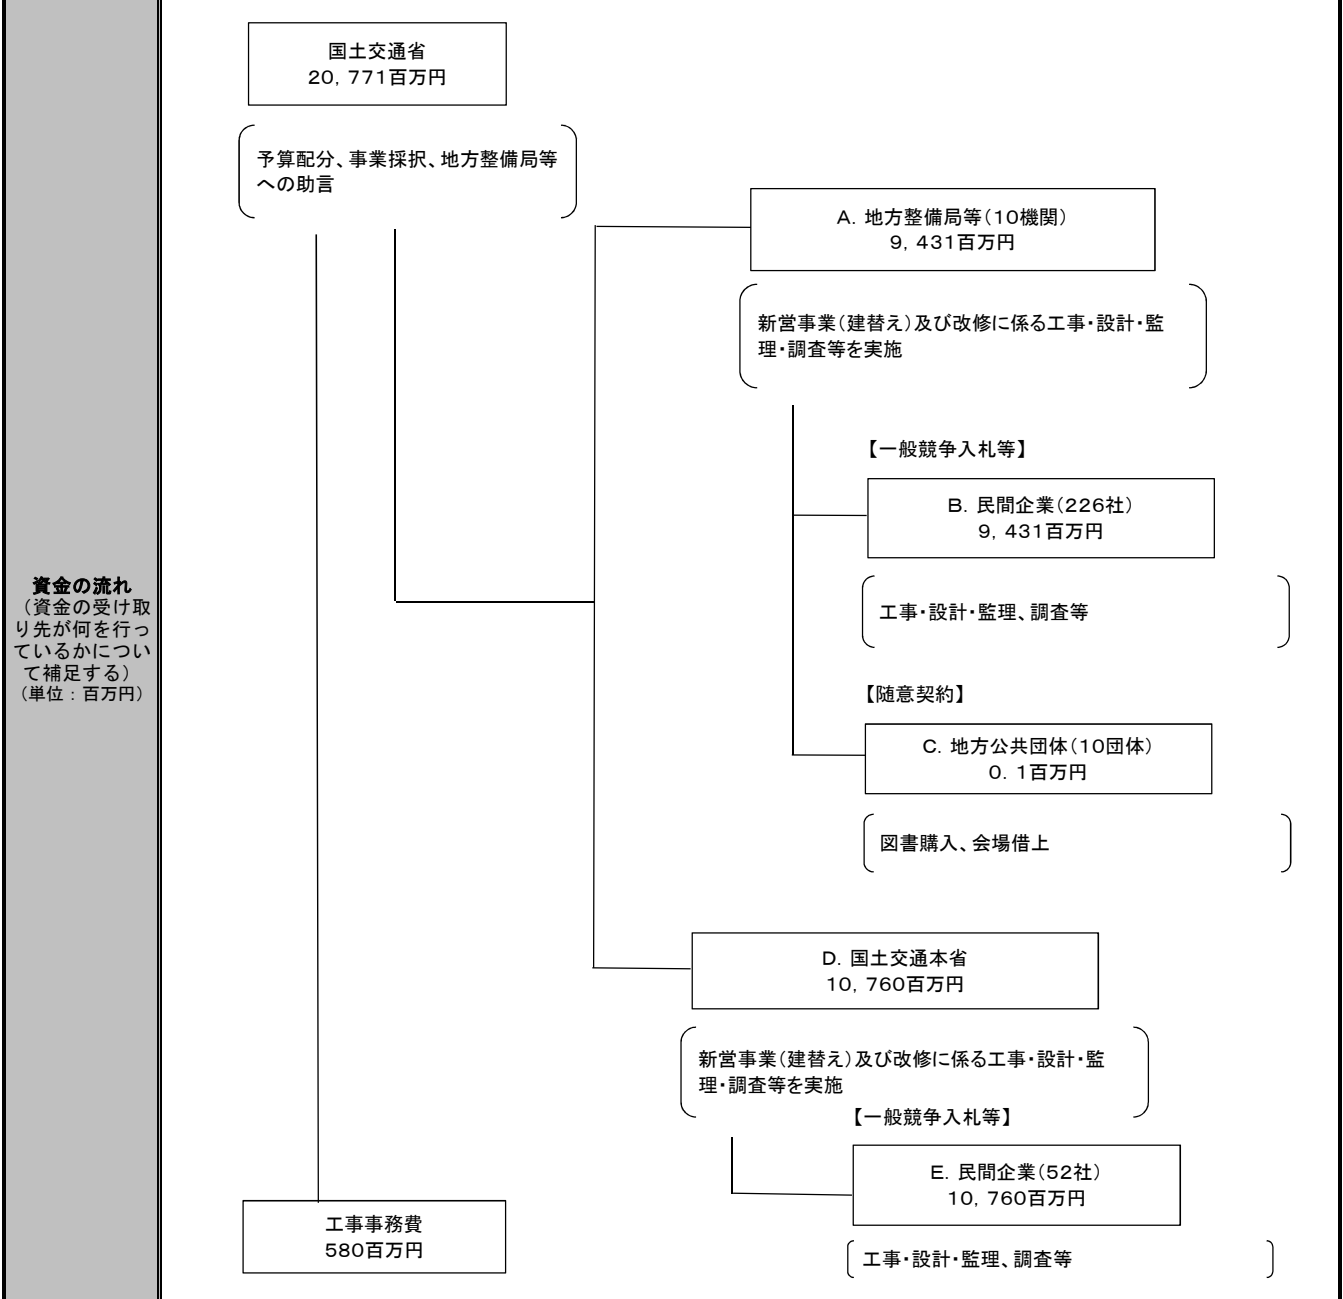 資金の流れ
（資金の受け取
り先が何を行っ
ているかについ
て補足する）
（単位：百万円）
国土交通省
20，771百万円
予算配分、事業採択、地方整備局等
への助言
A．地方整備局等（10機関）
9，431百万円
新営事業（建替え）及び改修に係る工事・設計・監
理・調査等を実施
【一般競争入札等】
B．民間企業（226社）
9，431百万円
工事・設計・監理、調査等
【随意契約】
C．地方公共団体（10団体）
0．1百万円
図書購入、会場借上
D．国土交通本省
10，760百万円
新営事業（建替え）及び改修に係る工事・設計・監
理・調査等を実施
【一般競争入札等】
E．民間企業（52社）
10，760百万円
工事・設計・監理、調査等
工事事務費
580百万円